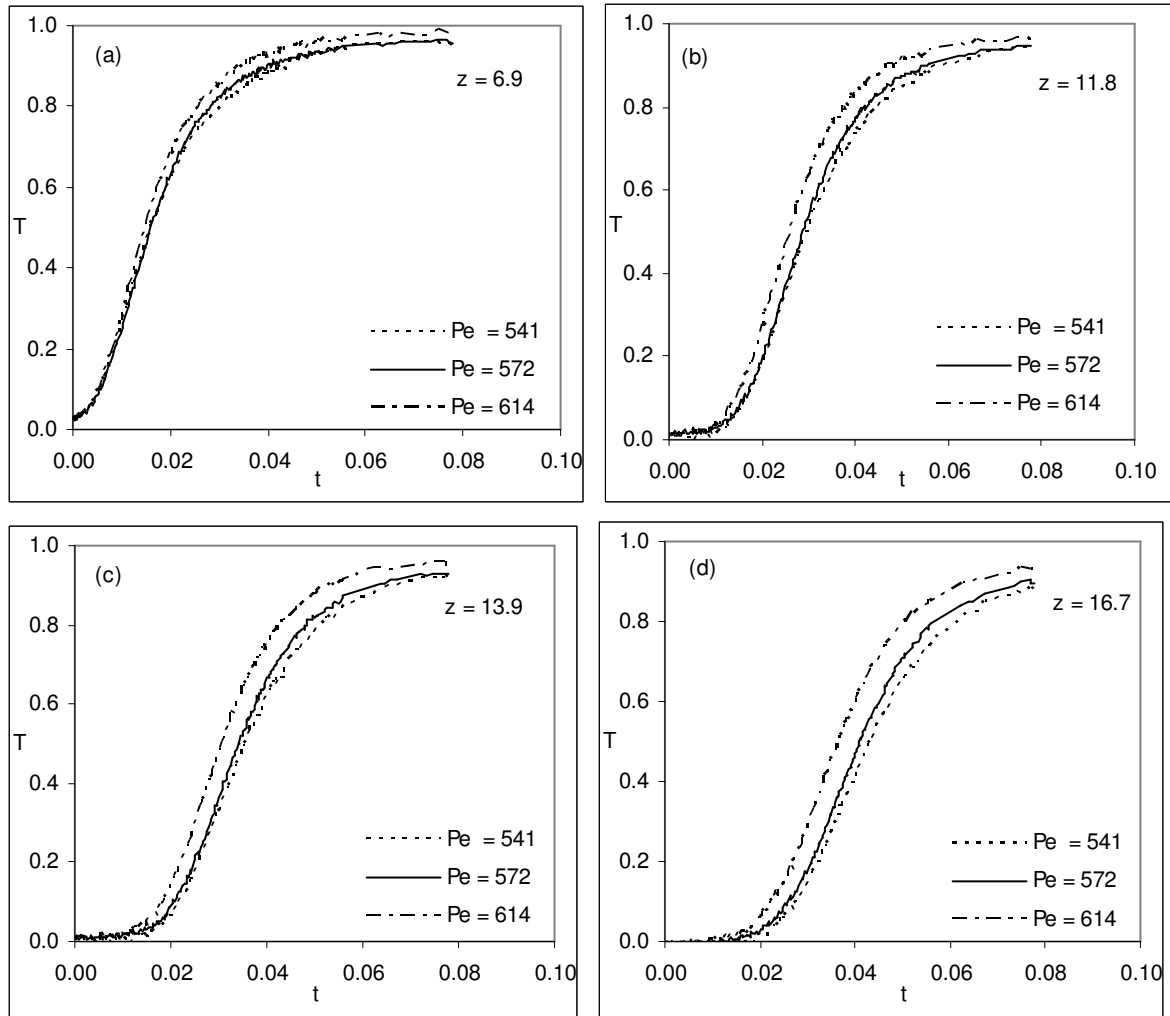 (a)
z = 6.9
T
1.0
0.8
0.6
0.4
0.2
0.0
Pe = 541
Pe = 572
Pe = 614
0.00 0.02 0.04 0.06 0.08 0.10
t
(b)
z = 11.8
T
1.0
0.8
0.6
0.4
0.2
0.0
Pe = 541
Pe = 572
Pe = 614
0.00 0.02 0.04 0.06 0.08 0.10
t
(c)
z = 13.9
T
1.0
0.8
0.6
0.4
0.2
0.0
Pe = 541
Pe = 572
Pe = 614
0.00 0.02 0.04 0.06 0.08 0.10
t
(d)
z = 16.7
T
1.0
0.8
0.6
0.4
0.2
0.0
Pe = 541
Pe = 572
Pe = 614
0.00 0.02 0.04 0.06 0.08 0.10
t